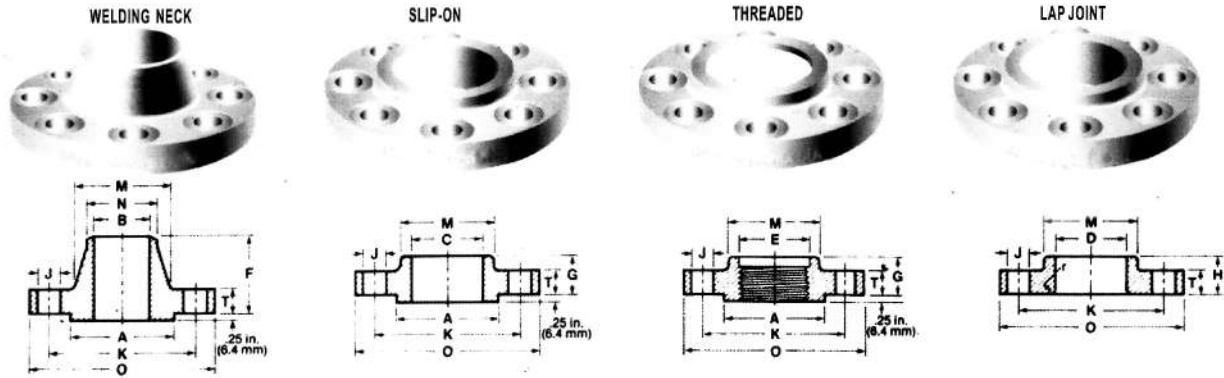 WELDING NECK
SLIP-ON
THREADED
LAP JOINT
M
N
B
J
F
T
A
K
O
.25 in.
(6.4 mm)
M
C
J
T
G
A
K
O
.25 in.
(6.4 mm)
M
E
J
T
G
A
K
O
.25 in.
(6.4 mm)
M
D
J
r
T
H
K
O